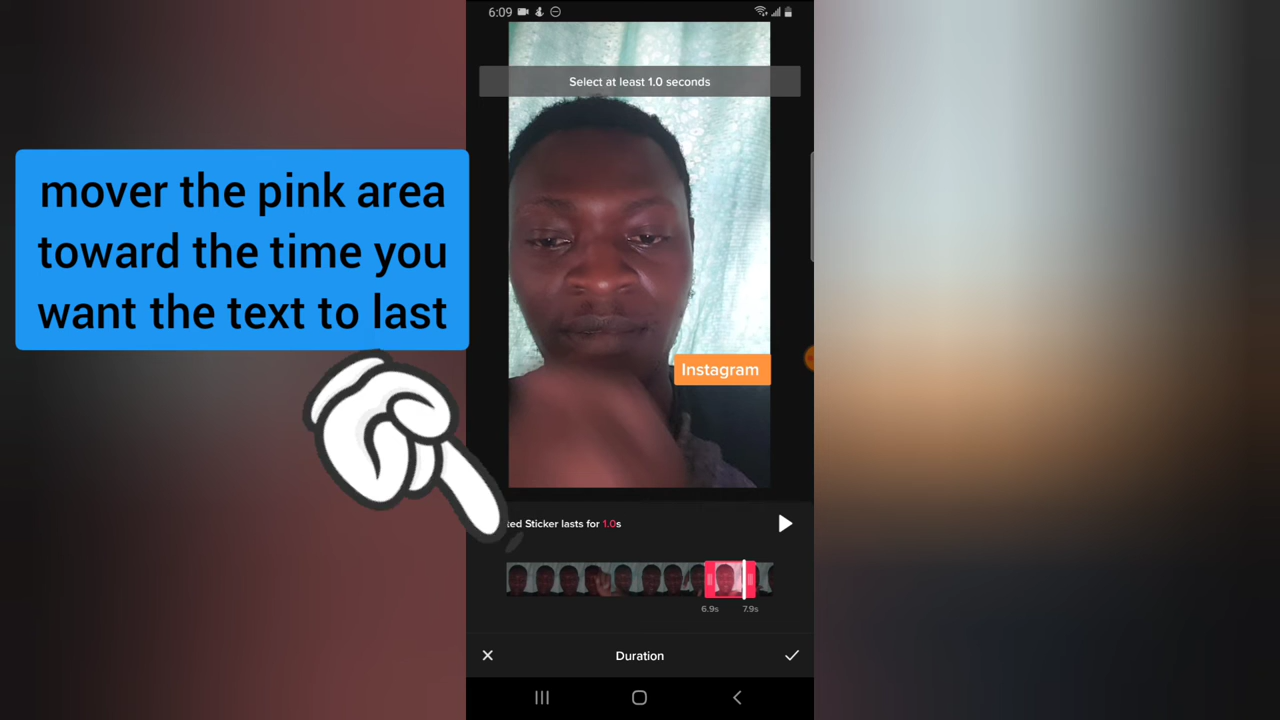 6:09
Select at least 1.0 seconds
mover the pink area
toward the time you
want the text to last
Instagram
ted Sticker lasts for 1.0s
6.9s 7.9s
Duration